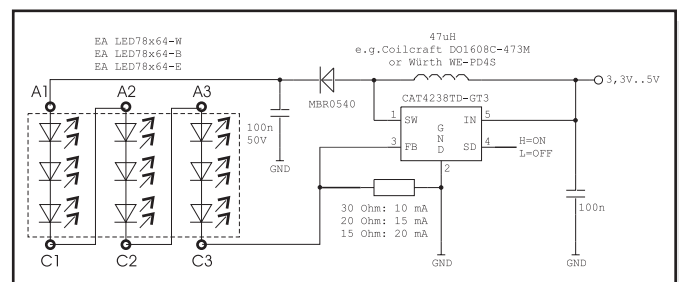 47uH
e.g.Coilcraft DO1608C-473M
or Würth WE-PD4S
EA LED78x64-W
EA LED78x64-B
EA LED78x64-E
A1
A2
A3
MBR0540
3,3V..5V
CAT4238TD-GT3
1
SW
IN
5
100n
50V
GND
3
FB
GND
SD
4
H=ON
L=OFF
2
30 Ohm: 10 mA
20 Ohm: 15 mA
15 Ohm: 20 mA
100n
C1
C2
C3
GND
GND